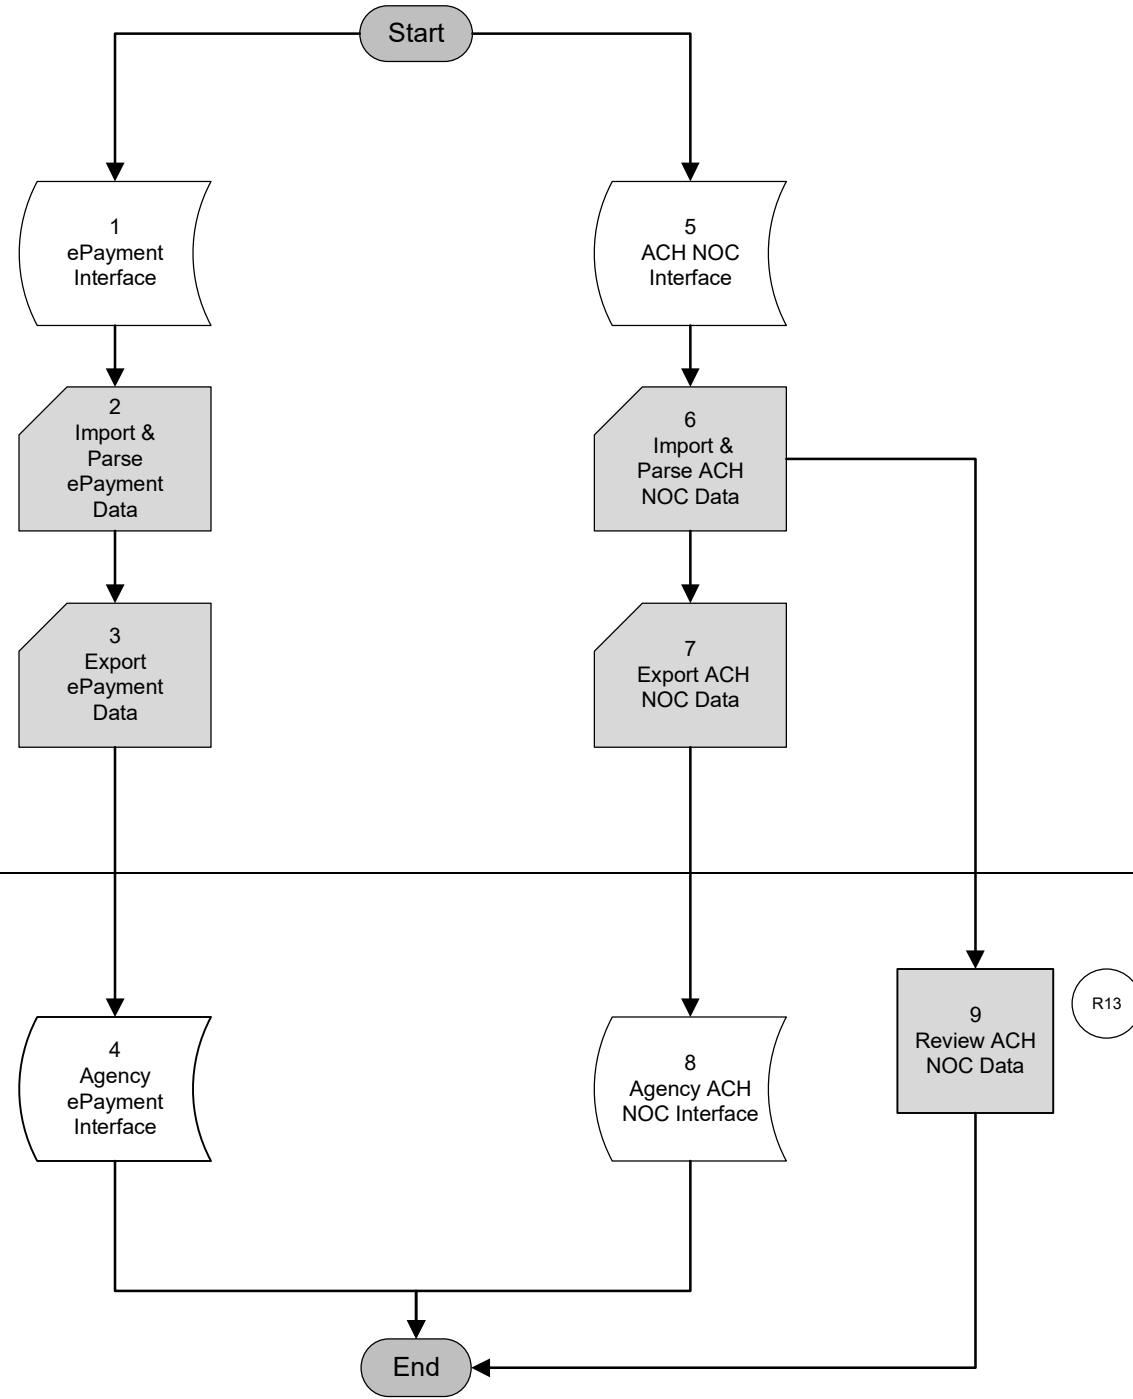 Start
1
ePayment
Interface
5
ACH NOC
Interface
2
Import &
Parse
ePayment
Data
6
Import &
Parse ACH
NOC Data
3
Export
ePayment
Data
7
Export ACH
NOC Data
4
Agency
ePayment
Interface
8
Agency ACH
NOC Interface
9
Review ACH
NOC Data
R13
End